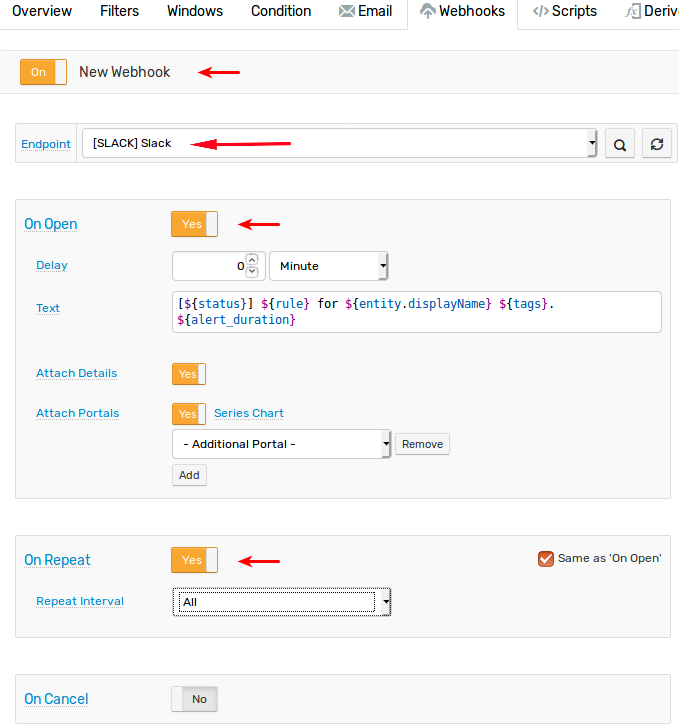 Overview Filters Windows Condition Email Webhooks Scripts Deriv
On New Webhook
Endpoint [SLACK] Slack
On Open Yes
Delay 0 Minute
Text [${status}] ${rule} for ${entity.displayName} ${tags}.
${alert_duration}
Attach Details Yes
Attach Portals Yes Series Chart
- Additional Portal - Remove
Add
On Repeat Yes Same as 'On Open'
Repeat Interval All
On Cancel No